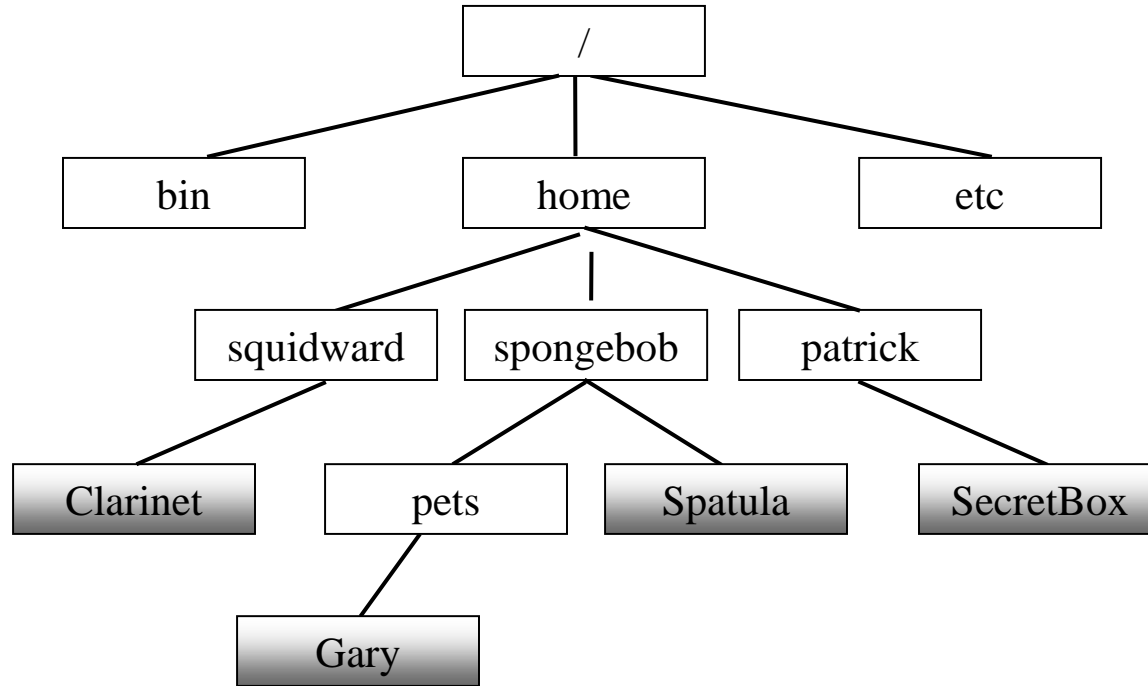 /
bin home etc
squidward spongebob patrick
Clarinet pets Spatula SecretBox
Gary